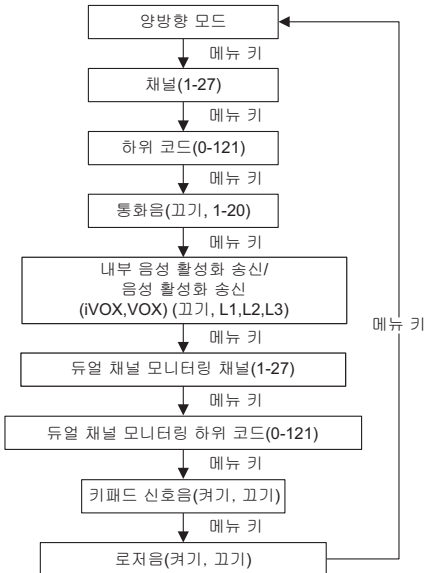 양방향 모드
메뉴 키
채널(1-27)
메뉴 키
하위 코드(0-121)
메뉴 키
통화음(끄기, 1-20)
메뉴 키
내부 음성 활성화 송신/
음성 활성화 송신
(iVOX,VOX) (끄기, L1,L2,L3)
메뉴 키
메뉴 키
듀얼 채널 모니터링 채널(1-27)
메뉴 키
듀얼 채널 모니터링 하위 코드(0-121)
메뉴 키
키패드 신호음(켜기, 끄기)
메뉴 키
로저음(켜기, 끄기)